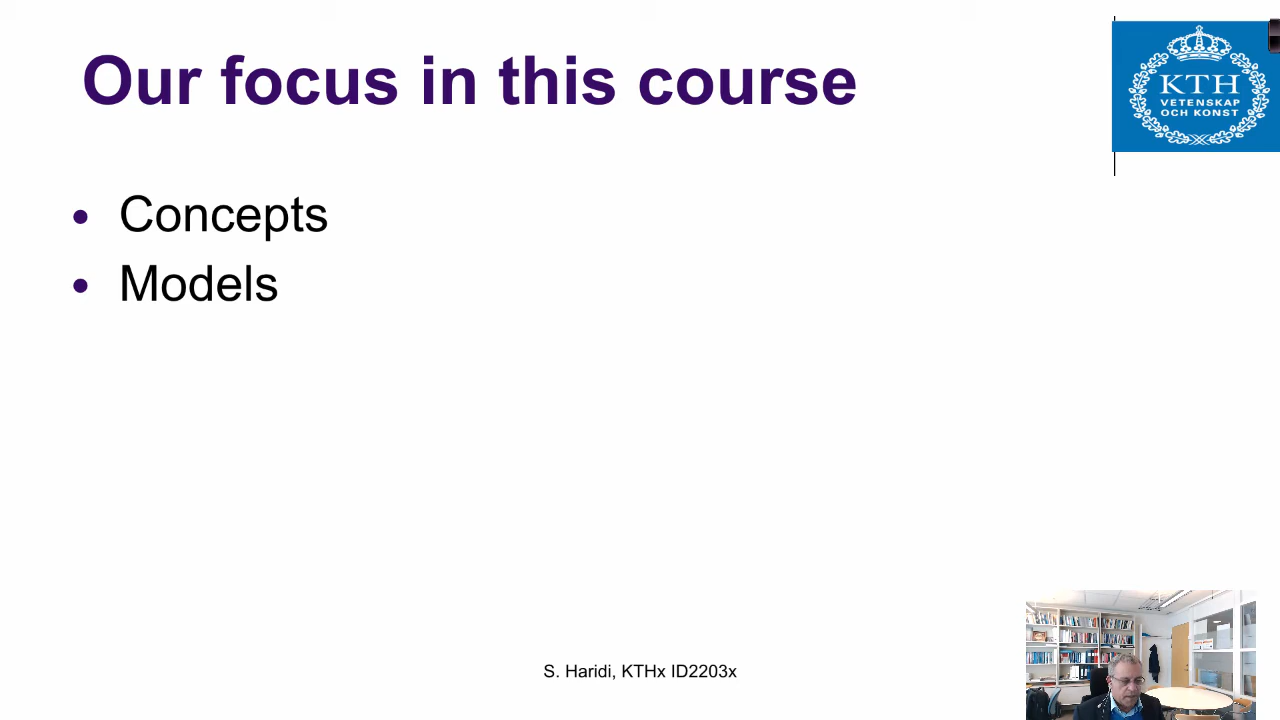 Our focus in this course
KTH
VETENSKAP
OCH KONST
• Concepts
• Models
S. Haridi, KTHx ID2203x